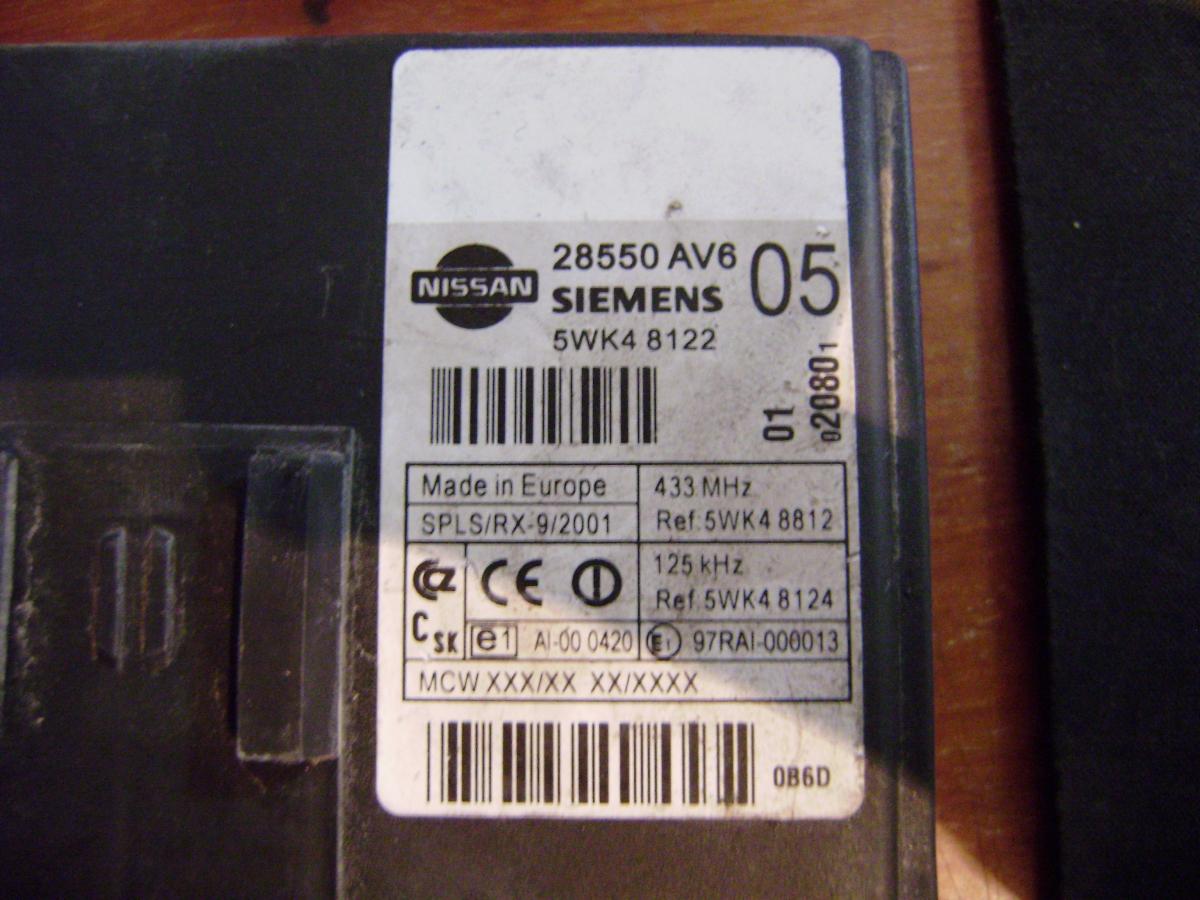 NISSAN
28550 AV6 05
SIEMENS
5WK4 8122
01
020801
Made in Europe
433 MHz
SPLS/RX-9/2001
Ref:5WK4 8812
CE
125 kHz
Ref:5WK4 8124
CSK
e1 AI-00 0420
E1 97RAI-000013
MCW XXX/XX XX/XXXX
0B6D